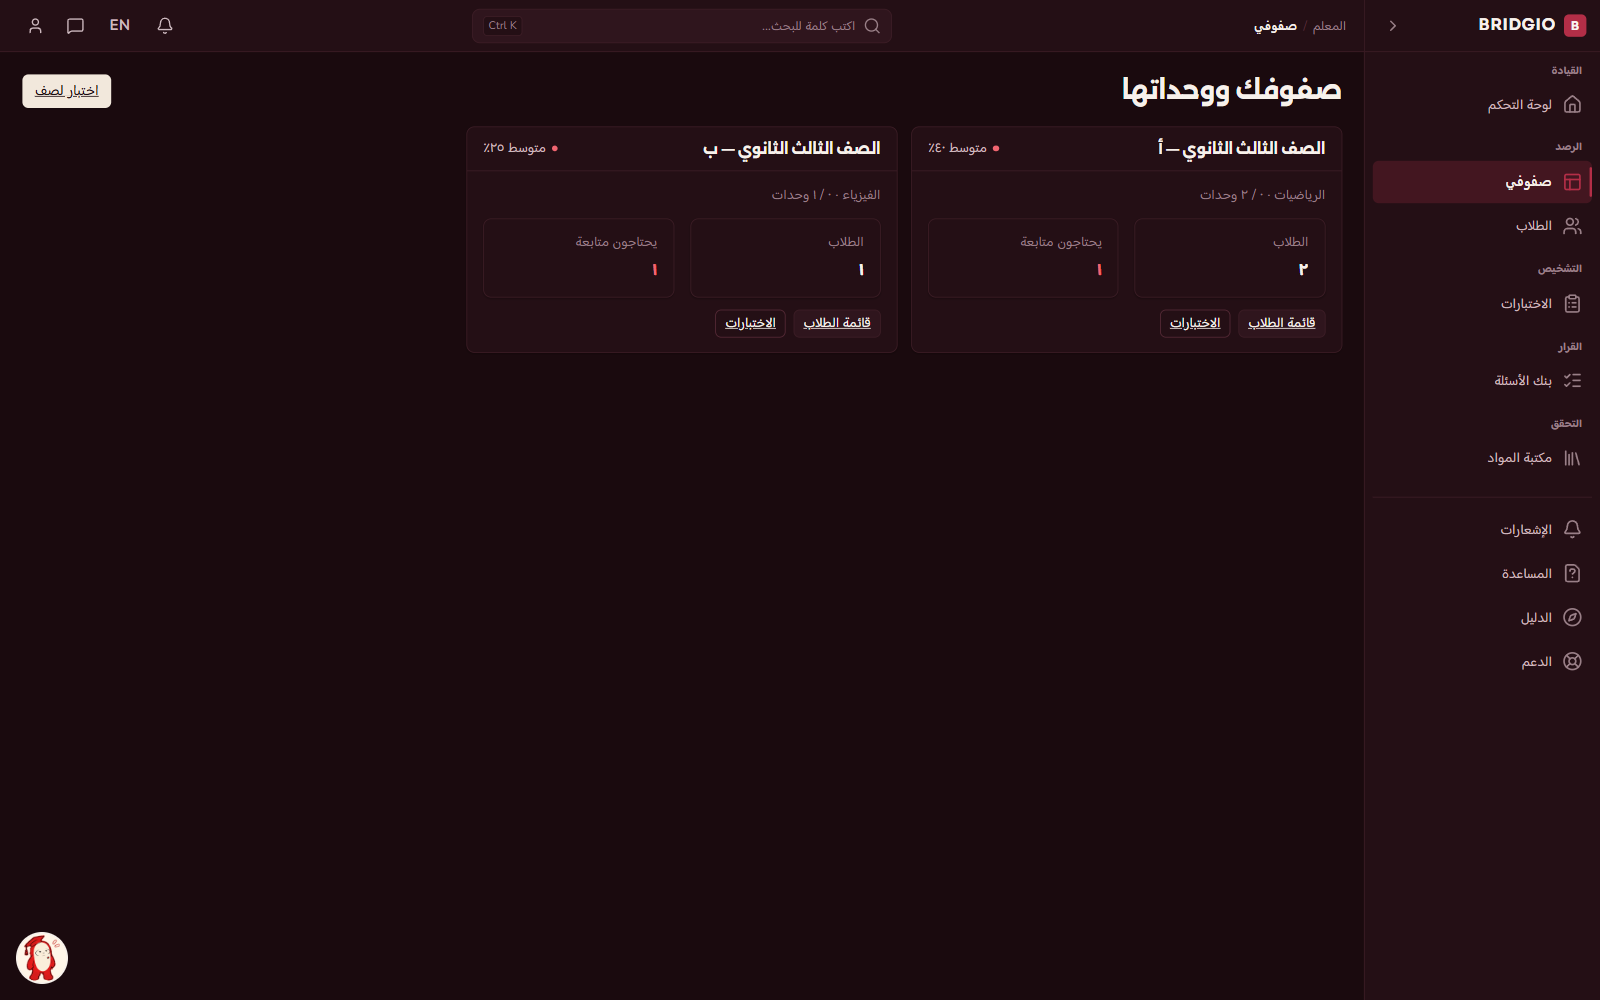 BRIDGIO
B
القيادة
لوحة التحكم
الرصد
صفوفي
الطلاب
التشخيص
الاختبارات
القرار
بنك الأسئلة
التحقق
مكتبة المواد
الإشعارات
المساعدة
الدليل
الدعم
المعلم / صفوفي
اكتب كلمة للبحث...
Ctrl K
EN
صفوفك ووحداتها
اختبار لصف
الصف الثالث الثانوي — أ
متوسط ٤٠٪
الرياضيات · ٠ / ٢ وحدات
الطلاب
٢
يحتاجون متابعة
١
قائمة الطلاب
الاختبارات
الصف الثالث الثانوي — ب
متوسط ٢٥٪
الفيزياء · ٠ / ١ وحدات
الطلاب
١
يحتاجون متابعة
١
قائمة الطلاب
الاختبارات